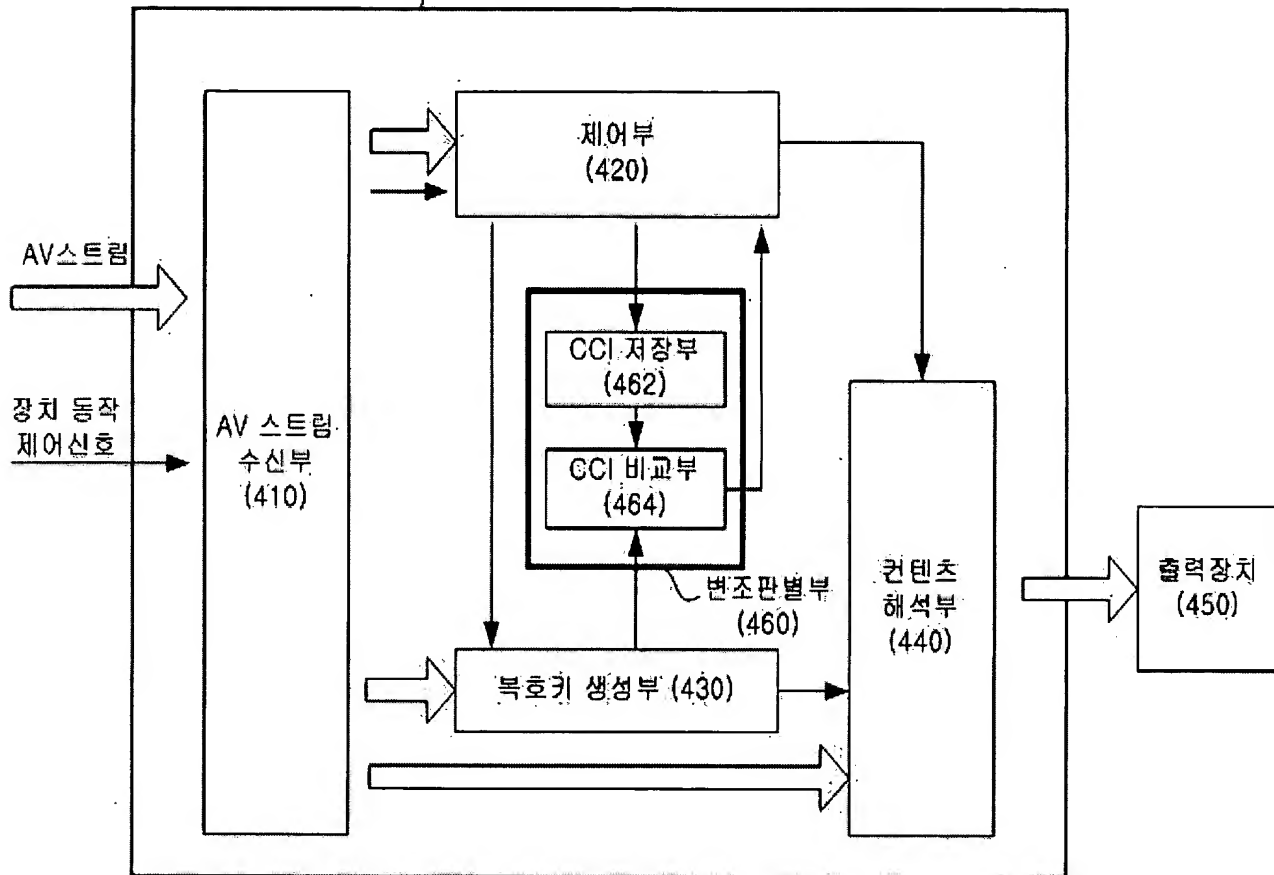 제어부
(420)
AV스트림
CCI 저장부
(462)
장치 동작
제어신호
AV 스트림
수신부
(410)
CCI 비교부
(464)
변조판별부
(460)
컨텐츠
해석부
(440)
출력장치
(450)
복호키 생성부 (430)